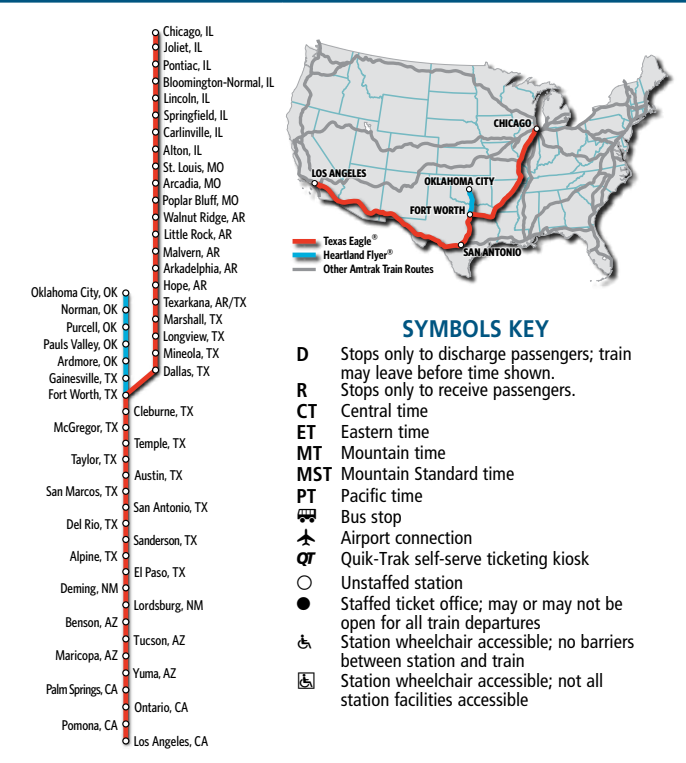 Chicago, IL
Joliet, IL
Pontiac, IL
Bloomington-Normal, IL
Lincoln, IL
Springfield, IL
Carlinville, IL
Alton, IL
St. Louis, MO
Arcadia, MO
Poplar Bluff, MO
Walnut Ridge, AR
Little Rock, AR
Malvern, AR
Arkadelphia, AR
Hope, AR
Texarkana, AR/TX
Marshall, TX
Longview, TX
Mineola, TX
Dallas, TX
Oklahoma City, OK
Norman, OK
Purcell, OK
Pauls Valley, OK
Ardmore, OK
Gainesville, TX
Fort Worth, TX
Cleburne, TX
McGregor, TX
Temple, TX
Taylor, TX
Austin, TX
San Marcos, TX
San Antonio, TX
Del Rio, TX
Sanderson, TX
Alpine, TX
El Paso, TX
Deming, NM
Lordsburg, NM
Benson, AZ
Tucson, AZ
Maricopa, AZ
Yuma, AZ
Palm Springs, CA
Ontario, CA
Pomona, CA
Los Angeles, CA
CHICAGO
LOS ANGELES
OKLAHOMA CITY
FORT WORTH
SAN ANTONIO
Texas Eagle®
Heartland Flyer®
Other Amtrak Train Routes
SYMBOLS KEY
D Stops only to discharge passengers; train
may leave before time shown.
R Stops only to receive passengers.
CT Central time
ET Eastern time
MT Mountain time
MST Mountain Standard time
PT Pacific time
Bus stop
Airport connection
QT Quik-Trak self-serve ticketing kiosk
Unstaffed station
Staffed ticket office; may or may not be
open for all train departures
Station wheelchair accessible; no barriers
between station and train
Station wheelchair accessible; not all
station facilities accessible